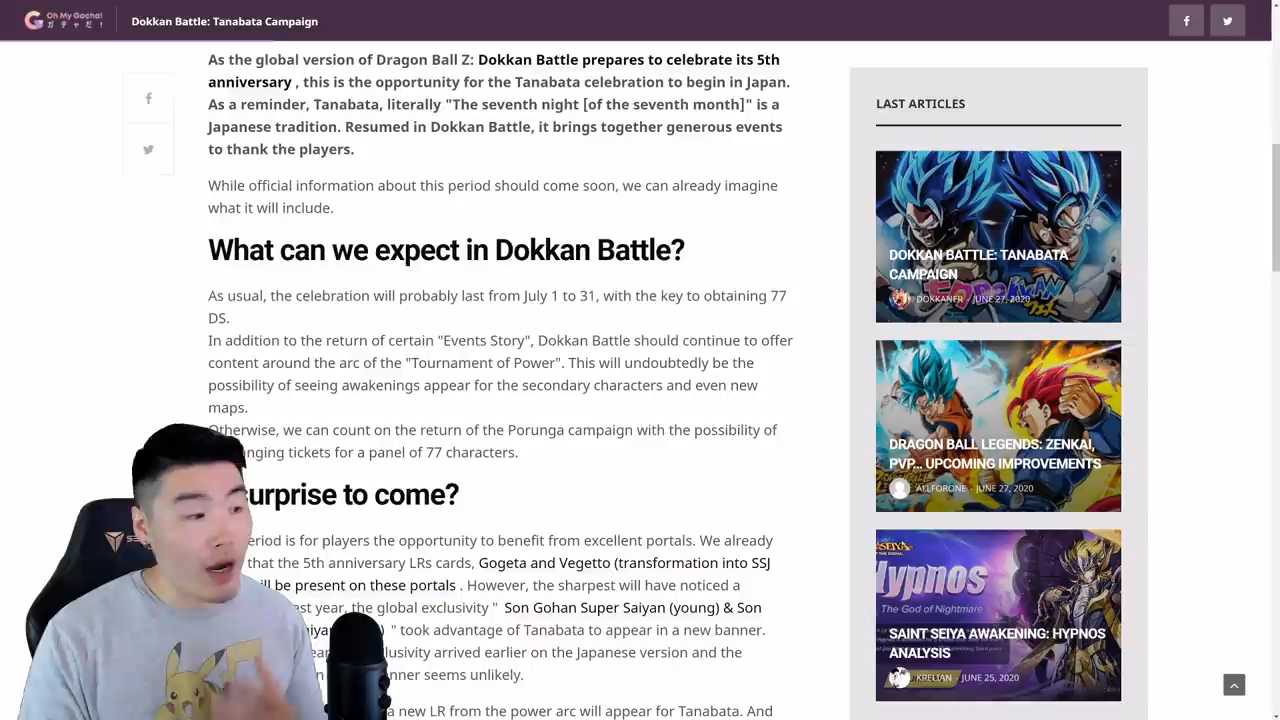 Oh My Gacha!
ガチャだ!
Dokkan Battle: Tanabata Campaign
As the global version of Dragon Ball Z: Dokkan Battle prepares to celebrate its 5th
anniversary , this is the opportunity for the Tanabata celebration to begin in Japan.
As a reminder, Tanabata, literally "The seventh night [of the seventh month]" is a
Japanese tradition. Resumed in Dokkan Battle, it brings together generous events
to thank the players.
While official information about this period should come soon, we can already imagine
what it will include.
What can we expect in Dokkan Battle?
As usual, the celebration will probably last from July 1 to 31, with the key to obtaining 77
DS.
In addition to the return of certain "Events Story", Dokkan Battle should continue to offer
content around the arc of the "Tournament of Power". This will undoubtedly be the
possibility of seeing awakenings appear for the secondary characters and even new
maps.
Otherwise, we can count on the return of the Porunga campaign with the possibility of
nging tickets for a panel of 77 characters.
surprise to come?
eriod is for players the opportunity to benefit from excellent portals. We already
that the 5th anniversary LRs cards, Gogeta and Vegetto (transformation into SSJ
ill be present on these portals . However, the sharpest will have noticed a
ast year, the global exclusivity " Son Gohan Super Saiyan (young) & Son
) " took advantage of Tanabata to appear in a new banner.
lusivity arrived earlier on the Japanese version and the
nner seems unlikely.
a new LR from the power arc will appear for Tanabata. And
LAST ARTICLES
DOKKAN BATTLE: TANABATA
CAMPAIGN
DOKKANER - JUNE 27, 2020
DRAGON BALL LEGENDS: ZENKAI,
PVP... UPCOMING IMPROVEMENTS
ALLFORONE - JUNE 27, 2020
Hypnos
The God of Nightmare
SAINT SEIYA AWAKENING: HYPNOS
ANALYSIS
KRELIAN - JUNE 25, 2020